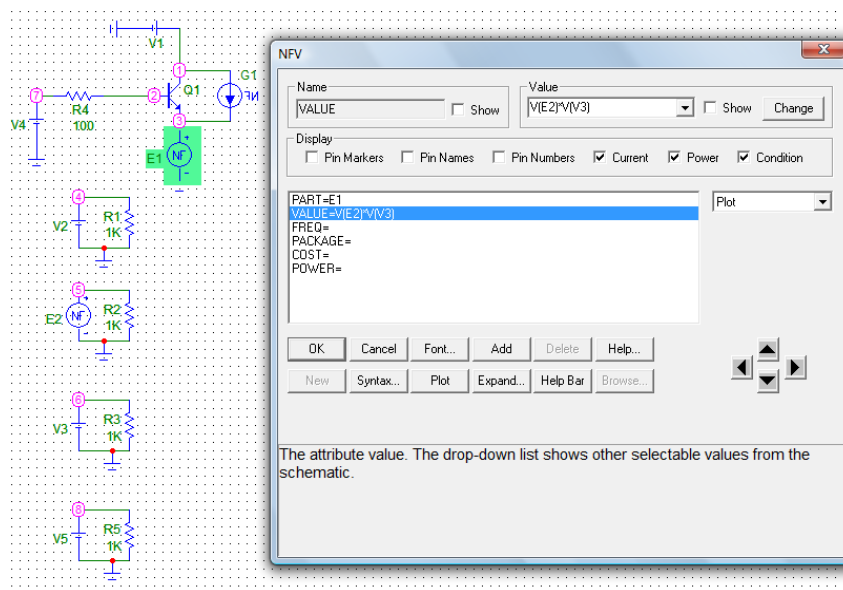 V1
1
G1
Q1
7
2
R4
100
V4
3
E1
NF
4
V2
R1
1K
5
E2
NF
R2
1K
6
V3
R3
1K
8
V5
R5
1K
NFV
Name
VALUE
Show
Value
V(E2)*V(V3)
Show
Change
Display
Pin Markers
Pin Names
Pin Numbers
Current
Power
Condition
PART=E1
VALUE=V(E2)*V(V3)
FREQ=
PACKAGE=
COST=
POWER=
Plot
OK
Cancel
Font...
Add
Delete
Help...
New
Syntax...
Plot
Expand...
Help Bar
Browse...
The attribute value. The drop-down list shows other selectable values from the
schematic.